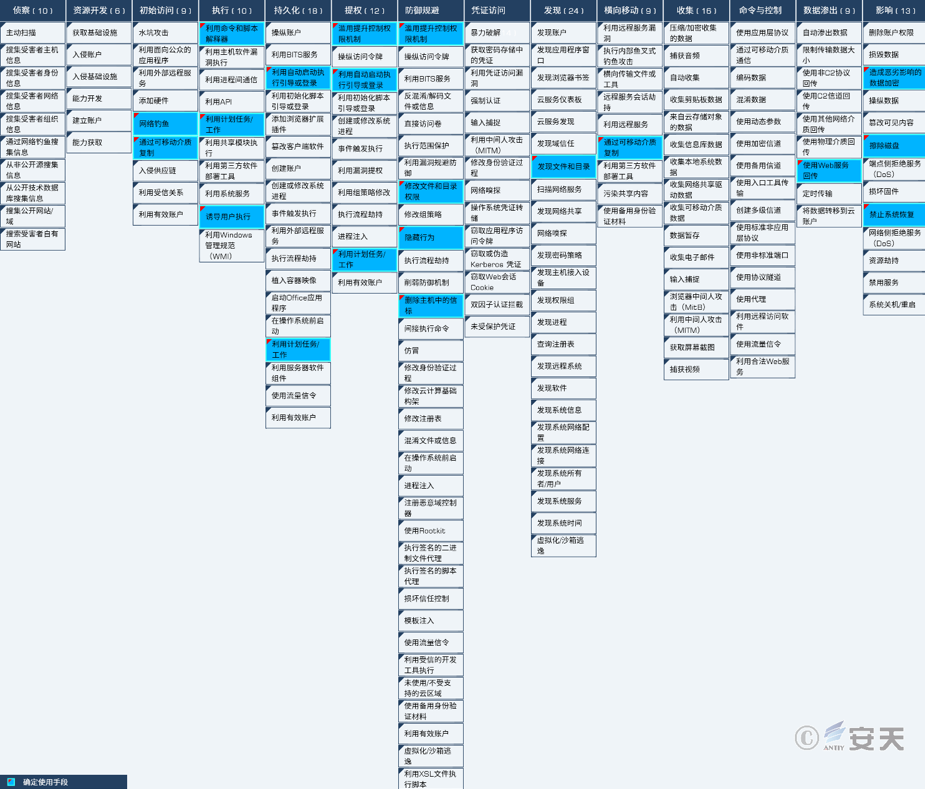 侦察 ( 10 )
主动扫描
搜集受害者主机
信息
搜集受害者身份
信息
搜集受害者网络
信息
搜集受害者组织
信息
通过网络钓鱼搜
集信息
从非公开源搜集
信息
从公开技术数据
库搜集信息
搜集公开网站/
域
搜索受害者自有
网站
资源开发 ( 6 )
获取基础设施
入侵账户
入侵基础设施
能力开发
建立账户
能力获取
初始访问 ( 9 )
水坑攻击
利用面向公众的
应用程序
利用外部远程服
务
添加硬件
网络钓鱼
通过可移动介质
复制
入侵供应链
利用受信关系
利用有效账户
执行 ( 10 )
利用命令和脚本
解释器
利用主机软件漏
洞执行
利用进程间通信
利用API
利用计划任务/
工作
利用共享模块执
行
利用第三方软件
部署工具
利用系统服务
诱导用户执行
利用Windows
管理规范
（WMI）
持久化 ( 18 )
操纵账户
利用BITS服务
利用自动启动执
行引导或登录
利用初始化脚本
引导或登录
添加浏览器扩展
插件
篡改客户端软件
创建账户
创建或修改系统
进程
事件触发执行
利用外部远程服
务
执行流程劫持
植入容器映像
启动Office应用
程序
在操作系统前启
动
利用计划任务/
工作
利用服务器软件
组件
使用流量信令
利用有效账户
提权 ( 12 )
滥用提升控制权
限机制
操纵访问令牌
利用自动启动执
行引导或登录
利用初始化脚本
引导或登录
创建或修改系统
进程
事件触发执行
利用漏洞提权
利用组策略修改
执行流程劫持
进程注入
利用计划任务/
工作
利用有效账户
防御规避
滥用提升控制权
限机制
操纵访问令牌
利用BITS服务
反混淆/解码文
件或信息
直接访问卷
执行范围保护
利用漏洞规避防
御
修改文件和目录
权限
修改组策略
隐藏行为
执行流程劫持
削弱防御机制
删除主机中的信
标
间接执行命令
仿冒
修改身份验证过
程
修改云计算基础
构架
修改注册表
混淆文件或信息
在操作系统前启
动
进程注入
注册恶意域控制
器
使用Rootkit
执行签名的二进
制文件代理
执行签名的脚本
代理
损坏信任控制
模板注入
使用流量信令
利用受信的开发
工具执行
未使用/不受支
持的云区域
使用备用身份验
证材料
利用有效账户
虚拟化/沙箱逃
逸
利用XSL文件执
行脚本
凭证访问
暴力破解
获取密码存储中
的凭证
利用凭证访问漏
洞
强制认证
输入捕捉
利用中间人攻击
（MITM）
修改身份验证过
程
网络嗅探
操作系统凭证转
储
窃取应用程序访
问令牌
窃取或伪造
Kerberos 凭证
窃取Web会话
Cookie
双因子认证拦截
未受保护凭证
发现 ( 24 )
发现账户
发现应用程序窗
口
发现浏览器书签
云服务仪表板
云服务发现
发现域信任
发现文件和目录
扫描网络服务
发现网络共享
网络嗅探
发现密码策略
发现主机接入设
备
发现权限组
发现进程
查询注册表
发现远程系统
发现软件
发现系统信息
发现系统网络配
置
发现系统网络连
接
发现系统所有
者/用户
发现系统服务
发现系统时间
虚拟化/沙箱逃
逸
横向移动 ( 9 )
利用远程服务漏
洞
执行内部鱼叉式
钓鱼攻击
横向传输文件或
工具
远程服务会话劫
持
利用远程服务
通过可移动介质
复制
利用第三方软件
部署工具
污染共享内容
使用备用身份验
证材料
收集 ( 16 )
压缩/加密收集
的数据
捕获音频
自动收集
收集剪贴板数据
来自云存储对象
的数据
收集信息库数据
收集本地系统数
据
收集网络共享驱
动数据
收集可移动介质
数据
数据暂存
收集电子邮件
输入捕捉
浏览器中间人攻
击（MitB）
利用中间人攻击
（MITM）
获取屏幕截图
捕获视频
命令与控制
使用应用层协议
通过可移动介质
通信
编码数据
混淆数据
使用动态参数
使用加密信道
使用备用信道
使用入口工具传
输
创建多级信道
使用标准非应用
层协议
使用非标准端口
使用协议隧道
使用代理
利用远程访问软
件
使用流量信令
利用合法Web服
务
数据渗出 ( 9 )
自动渗出数据
限制传输数据大
小
使用非C2协议
回传
使用C2信道回
传
使用其他网络介
质回传
使用物理介质回
传
使用Web服务
回传
定时传输
将数据转移到云
账户
影响 ( 13 )
删除账户权限
损毁数据
造成恶劣影响的
数据加密
操纵数据
篡改可见内容
擦除磁盘
端点侧拒绝服务
（DoS）
损坏固件
禁止系统恢复
网络侧拒绝服务
（DoS）
资源劫持
禁用服务
系统关机/重启
© ANTIY 安天
确定使用手段